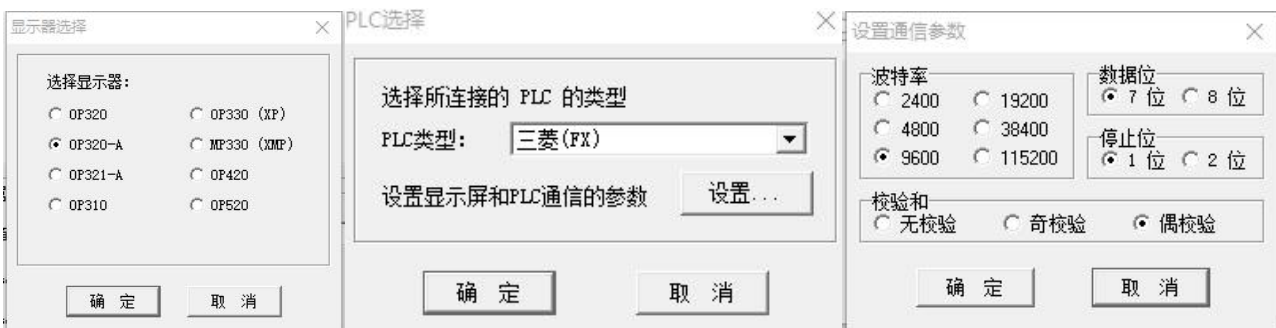 显示器选择
选择显示器:
OP320
OP330 (XP)
OP320-A
MP330 (XMP)
OP321-A
OP420
OP310
OP520
确 定
取 消
PLC选择
选择所连接的 PLC 的类型
PLC类型:
三菱(FX)
设置显示屏和PLC通信的参数
设置...
确 定
取 消
设置通信参数
波特率
2400
19200
4800
38400
9600
115200
数据位
7 位
8 位
停止位
1 位
2 位
校验和
无校验
奇校验
偶校验
确 定
取 消